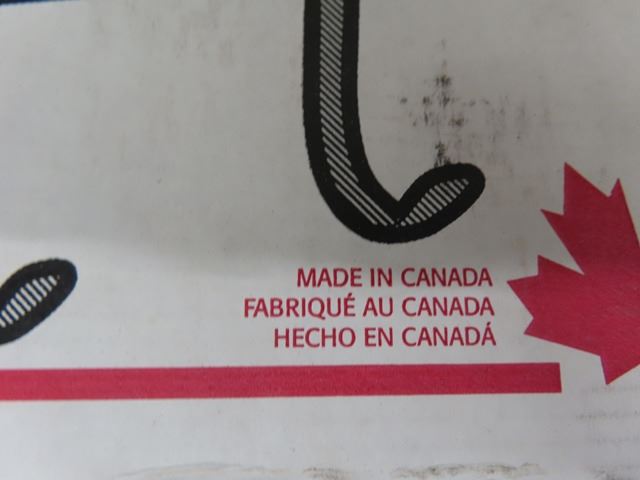 MADE IN CANADA
FABRIQUÉ AU CANADA
HECHO EN CANADÁ